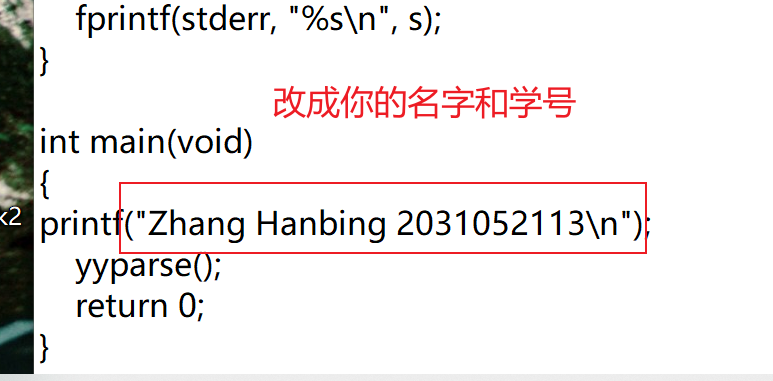 fprintf(stderr, "%s\n", s);
}
改成你的名字和学号
int main(void)
{
k2
printf("Zhang Hanbing 2031052113\n");
yyparse();
return 0;
}